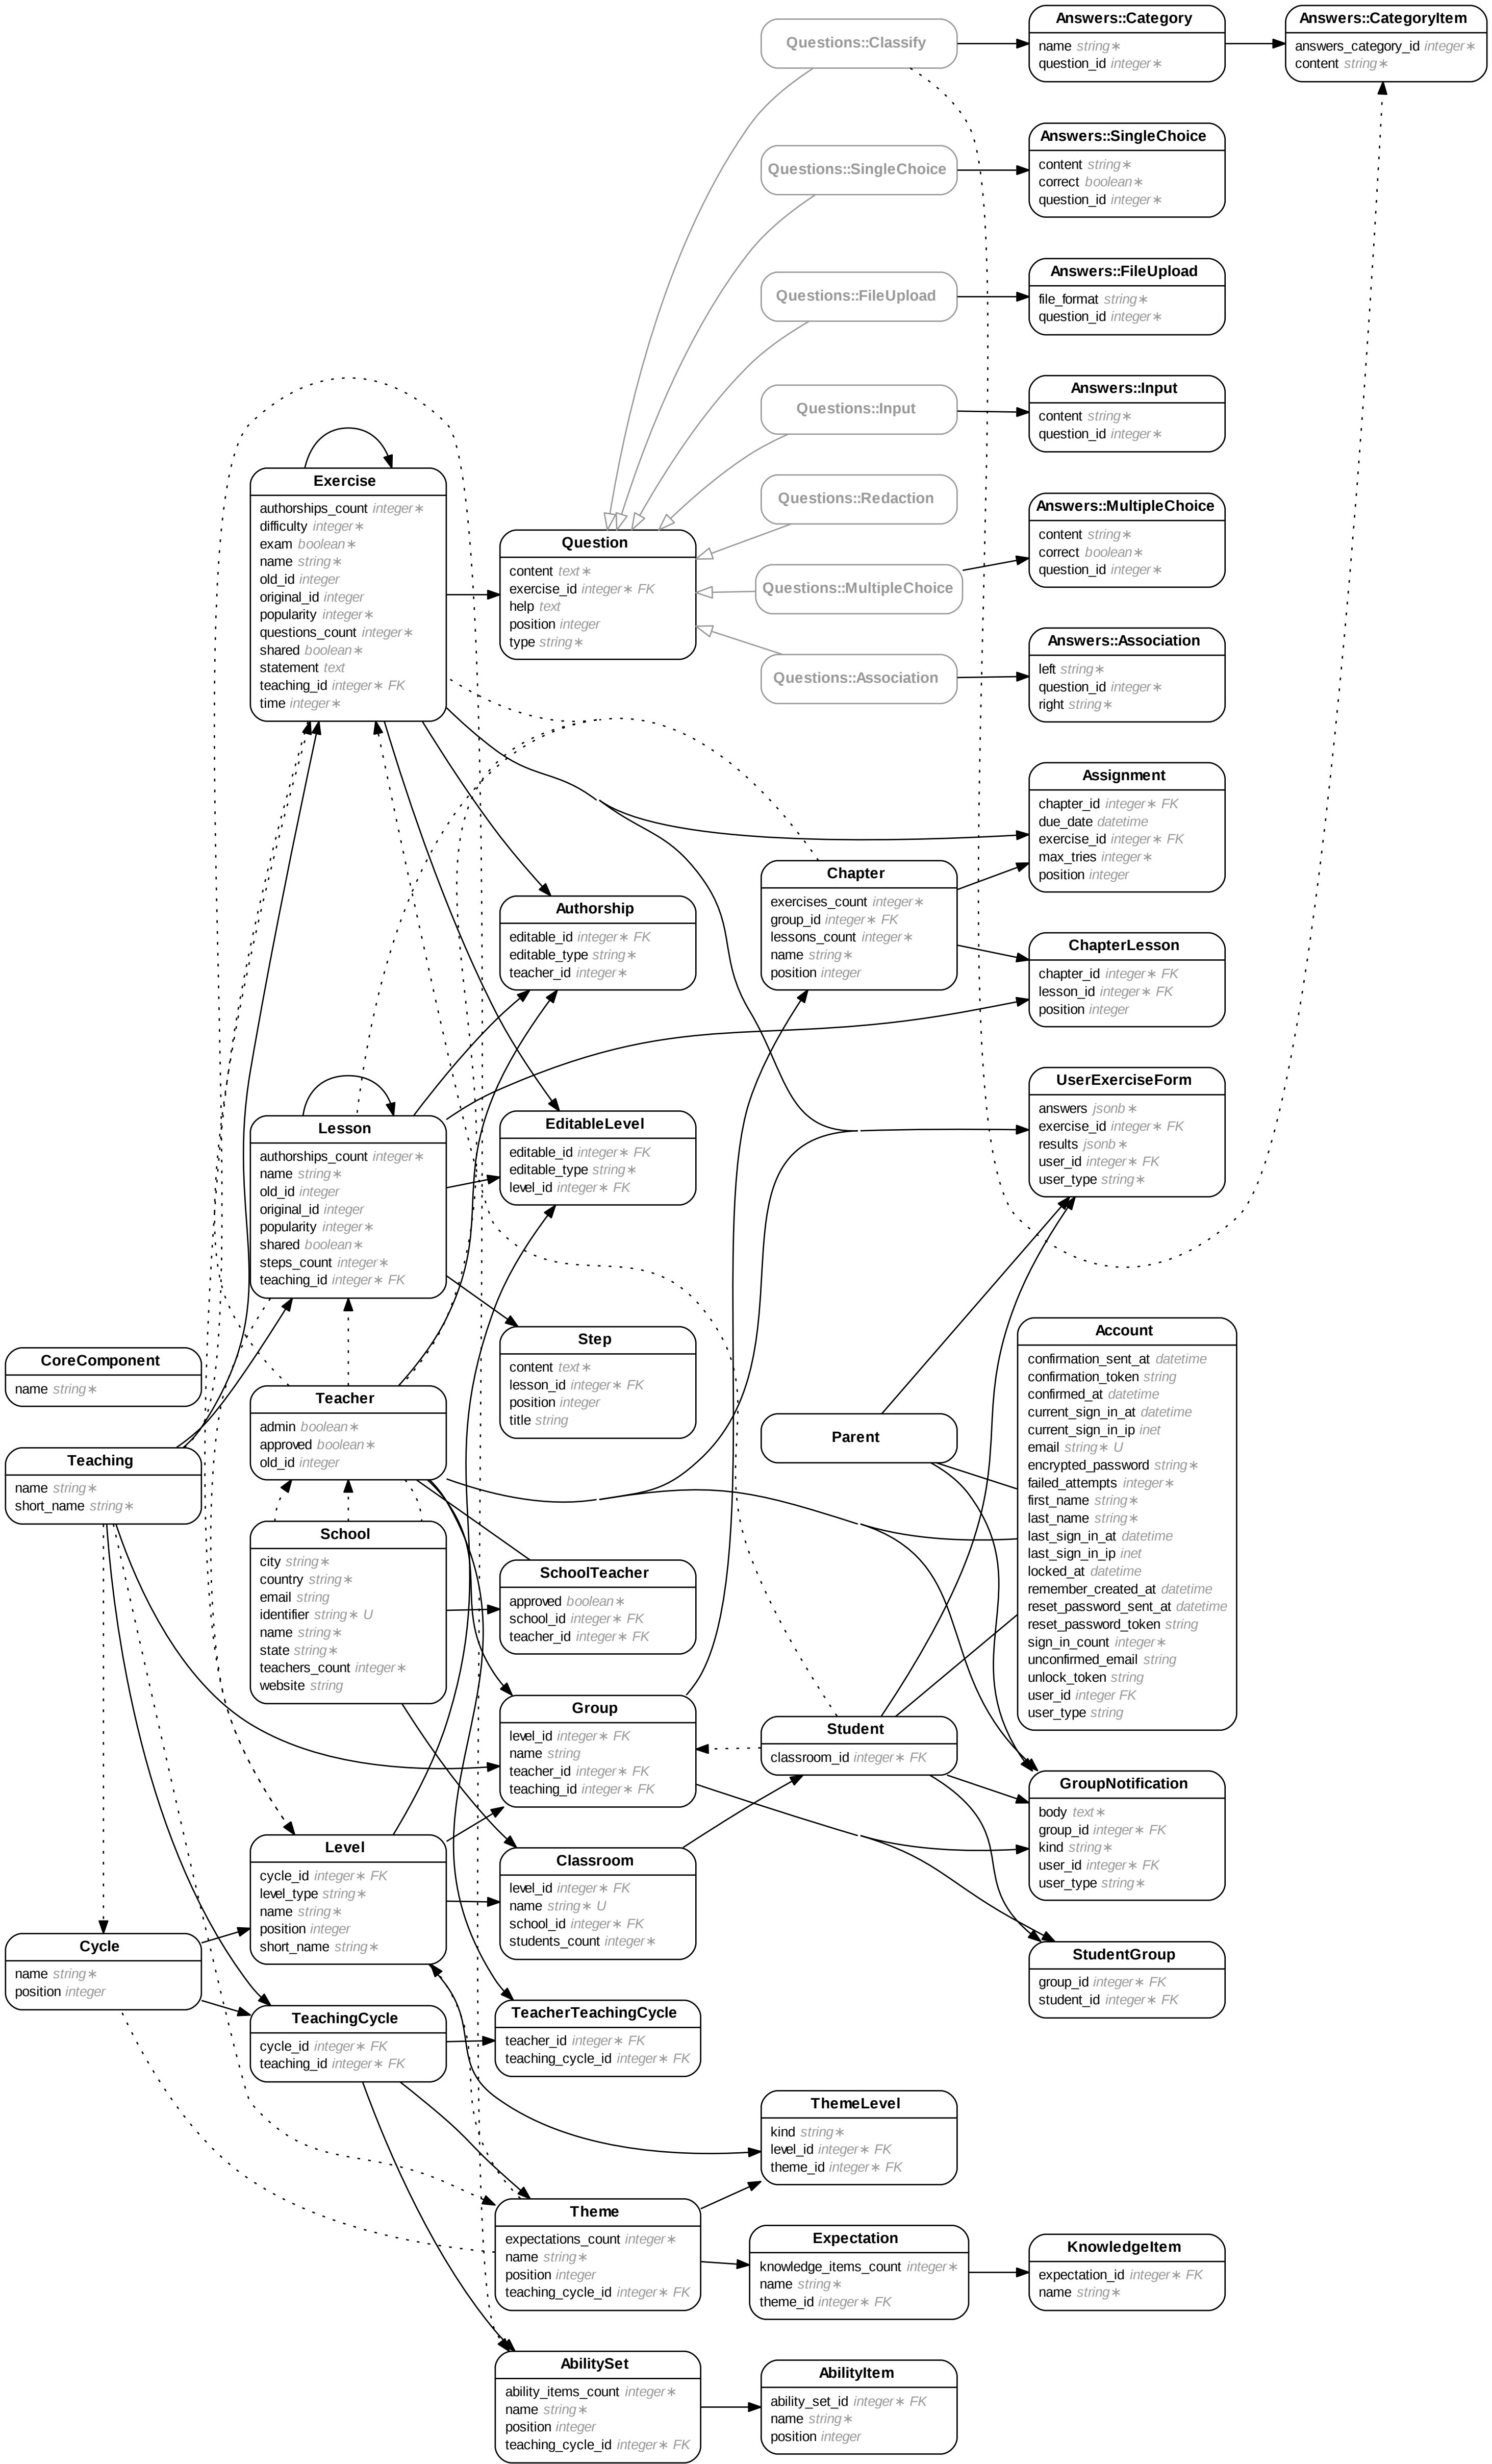 Questions::Classify
Answers::Category
name string∗
question_id integer∗
Answers::CategoryItem
answers_category_id integer∗
content string∗
Questions::SingleChoice
Answers::SingleChoice
content string∗
correct boolean∗
question_id integer∗
Questions::FileUpload
Answers::FileUpload
file_format string∗
question_id integer∗
Questions::Input
Answers::Input
content string∗
question_id integer∗
Exercise
authorships_count integer∗
difficulty integer∗
exam boolean∗
name string∗
old_id integer
original_id integer
popularity integer∗
questions_count integer∗
shared boolean∗
statement text
teaching_id integer∗ FK
time integer∗
Question
content text∗
exercise_id integer∗ FK
help text
position integer
type string∗
Questions::Redaction
Questions::MultipleChoice
Answers::MultipleChoice
content string∗
correct boolean∗
question_id integer∗
Questions::Association
Answers::Association
left string∗
question_id integer∗
right string∗
Assignment
chapter_id integer∗ FK
due_date datetime
exercise_id integer∗ FK
max_tries integer∗
position integer
Authorship
editable_id integer∗ FK
editable_type string∗
teacher_id integer∗
Chapter
exercises_count integer∗
group_id integer∗ FK
lessons_count integer∗
name string∗
position integer
ChapterLesson
chapter_id integer∗ FK
lesson_id integer∗ FK
position integer
Lesson
authorships_count integer∗
name string∗
old_id integer
original_id integer
popularity integer∗
shared boolean∗
steps_count integer∗
teaching_id integer∗ FK
EditableLevel
editable_id integer∗ FK
editable_type string∗
level_id integer∗ FK
UserExerciseForm
answers jsonb∗
exercise_id integer∗ FK
results jsonb∗
user_id integer∗ FK
user_type string∗
CoreComponent
name string∗
Step
content text∗
lesson_id integer∗ FK
position integer
title string
Account
confirmation_sent_at datetime
confirmation_token string
confirmed_at datetime
current_sign_in_at datetime
current_sign_in_ip inet
email string∗ U
encrypted_password string∗
failed_attempts integer∗
first_name string∗
last_name string∗
last_sign_in_at datetime
last_sign_in_ip inet
locked_at datetime
remember_created_at datetime
reset_password_sent_at datetime
reset_password_token string
sign_in_count integer∗
unconfirmed_email string
unlock_token string
user_id integer FK
user_type string
Teacher
admin boolean∗
approved boolean∗
old_id integer
Parent
Teaching
name string∗
short_name string∗
School
city string∗
country string∗
email string
identifier string∗ U
name string∗
state string∗
teachers_count integer∗
website string
SchoolTeacher
approved boolean∗
school_id integer∗ FK
teacher_id integer∗ FK
Group
level_id integer∗ FK
name string
teacher_id integer∗ FK
teaching_id integer∗ FK
Student
classroom_id integer∗ FK
GroupNotification
body text∗
group_id integer∗ FK
kind string∗
user_id integer∗ FK
user_type string∗
Level
cycle_id integer∗ FK
level_type string∗
name string∗
position integer
short_name string∗
Classroom
level_id integer∗ FK
name string∗ U
school_id integer∗ FK
students_count integer∗
Cycle
name string∗
position integer
StudentGroup
group_id integer∗ FK
student_id integer∗ FK
TeachingCycle
cycle_id integer∗ FK
teaching_id integer∗ FK
TeacherTeachingCycle
teacher_id integer∗ FK
teaching_cycle_id integer∗ FK
ThemeLevel
kind string∗
level_id integer∗ FK
theme_id integer∗ FK
Theme
expectations_count integer∗
name string∗
position integer
teaching_cycle_id integer∗ FK
Expectation
knowledge_items_count integer∗
name string∗
theme_id integer∗ FK
KnowledgeItem
expectation_id integer∗ FK
name string∗
AbilitySet
ability_items_count integer∗
name string∗
position integer
teaching_cycle_id integer∗ FK
AbilityItem
ability_set_id integer∗ FK
name string∗
position integer